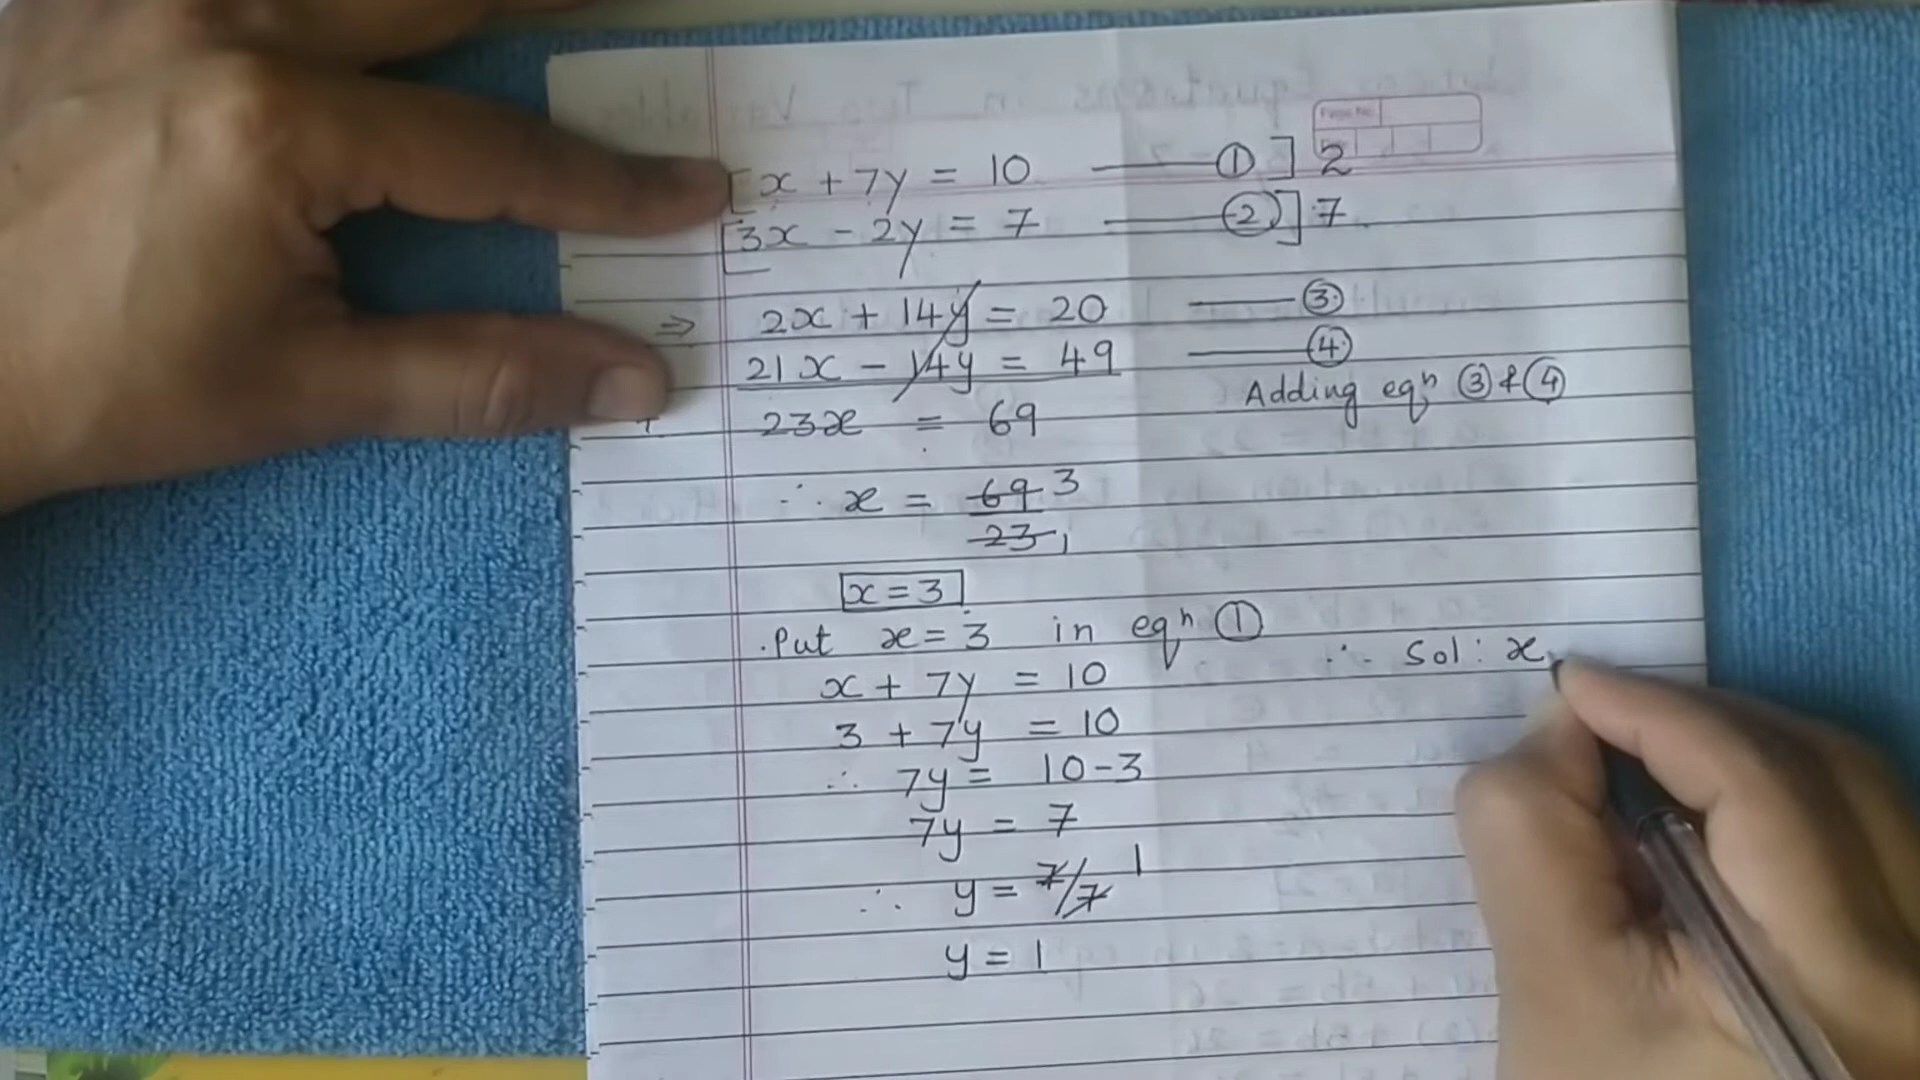 x + 7y = 10 —— ① ] 2
3x - 2y = 7 —— ② ] 7
⇒ 2x + 14y = 20 —— ③
21x - 14y = 49 —— ④
Adding eqn ③ & ④
23x = 69
∴ x = 69/23 3 1
x = 3
Put x = 3 in eqn ①
∴ Sol: x
x + 7y = 10
3 + 7y = 10
∴ 7y = 10 - 3
7y = 7
∴ y = 7/7 1
y = 1